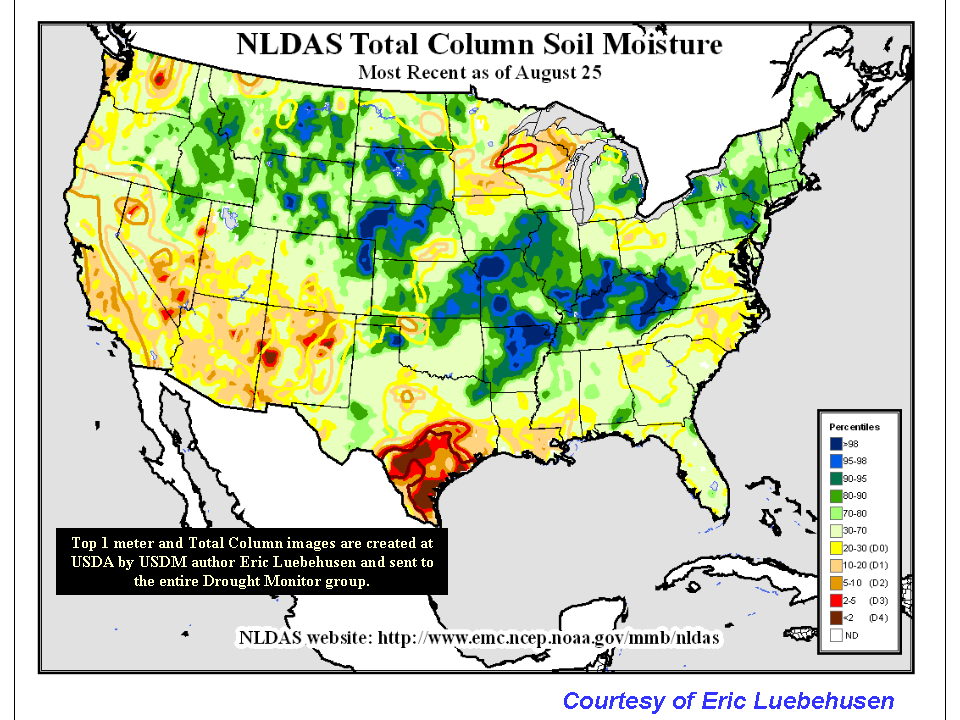 NLDAS Total Column Soil Moisture
Most Recent as of August 25
Percentiles
>98
95-98
90-95
80-90
70-80
30-70
20-30 (D0)
10-20 (D1)
5-10 (D2)
2-5 (D3)
<2 (D4)
ND
Top 1 meter and Total Column images are created at
USDA by USDM author Eric Luebehusen and sent to
the entire Drought Monitor group.
NLDAS website: http://www.emc.ncep.noaa.gov/mmb/nldas
Courtesy of Eric Luebehusen